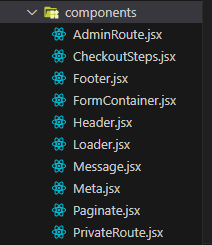 components
AdminRoute.jsx
CheckoutSteps.jsx
Footer.jsx
FormContainer.jsx
Header.jsx
Loader.jsx
Message.jsx
Meta.jsx
Paginate.jsx
PrivateRoute.jsx